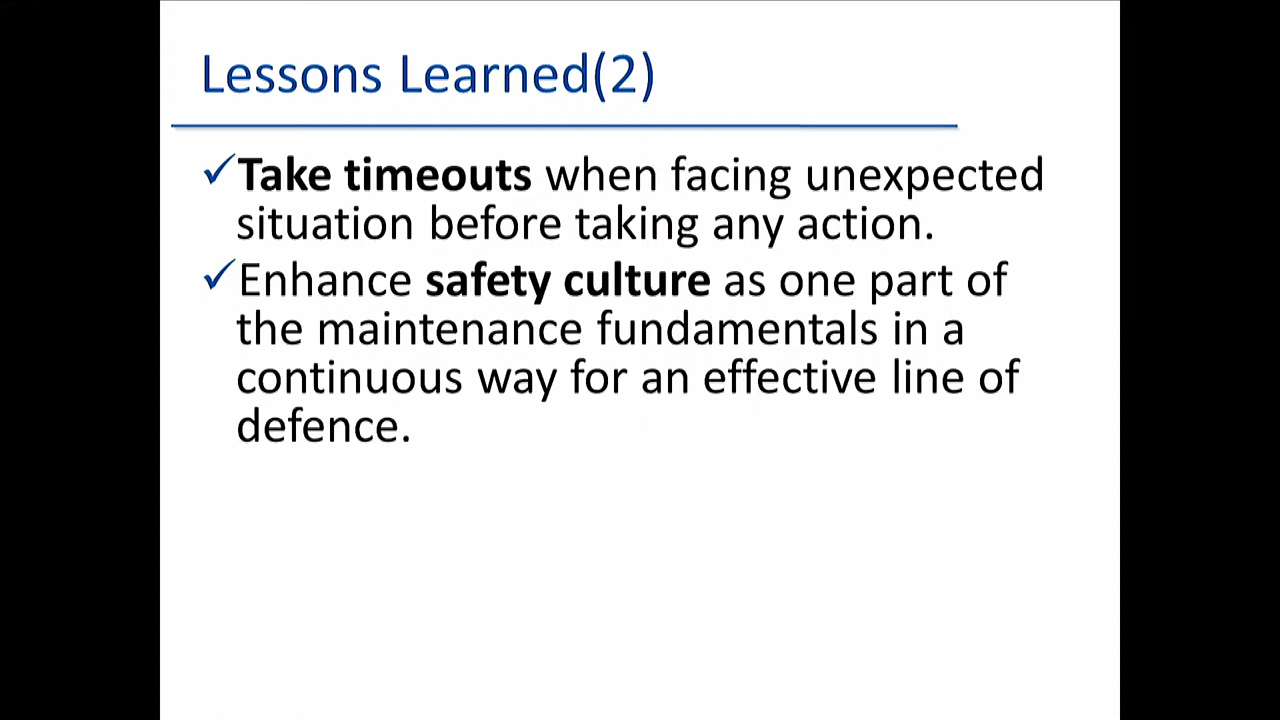 Lessons Learned(2)
✓Take timeouts when facing unexpected
situation before taking any action.
✓Enhance safety culture as one part of
the maintenance fundamentals in a
continuous way for an effective line of
defence.